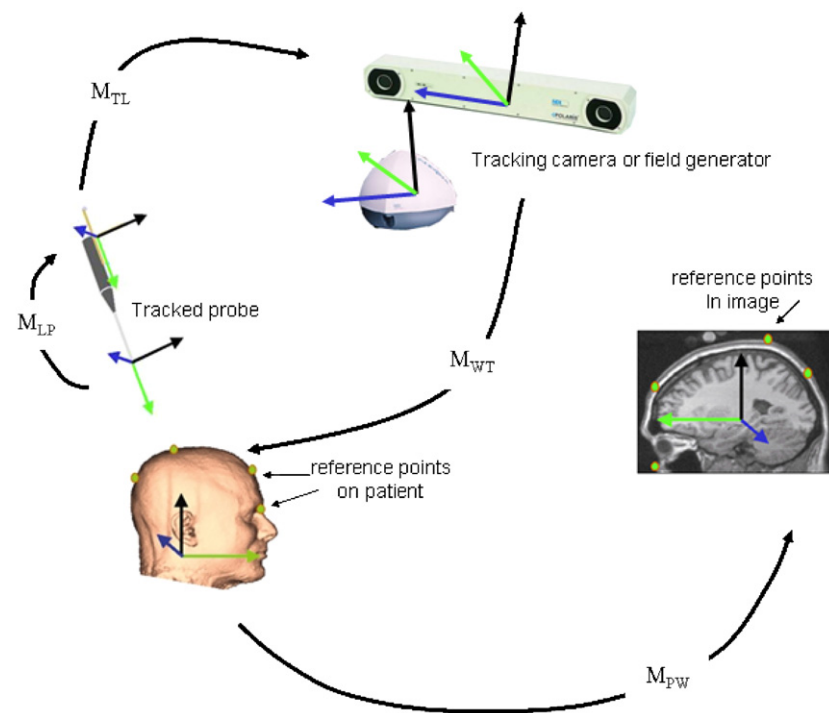 M_TL
Tracking camera or field generator
POLARIS
reference points
In image
Tracked probe
M_LP
M_WT
reference points
on patient
M_PW